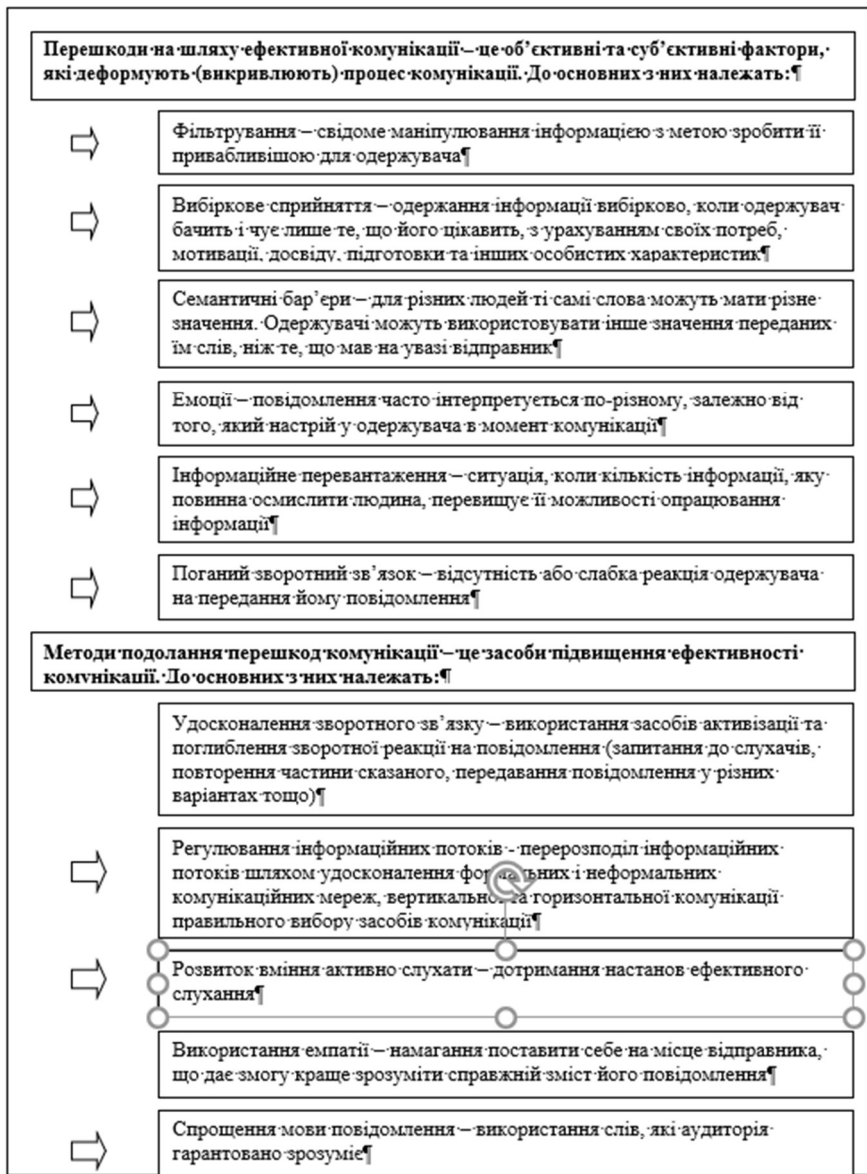 Перешкоди на шляху ефективної комунікації – це об’єктивні та суб’єктивні фактори,
які деформують (викривлюють) процес комунікації. До основних з них належать:¶
Фільтрування – свідоме маніпулювання інформацією з метою зробити її
привабливішою для одержувача¶
Вибіркове сприйняття – одержання інформації вибірково, коли одержувач
бачить і чує лише те, що його цікавить, з урахуванням своїх потреб,
мотивації, досвіду, підготовки та інших особистих характеристик¶
Семантичні бар’єри – для різних людей ті самі слова можуть мати різне
значення. Одержувачі можуть використовувати інше значення переданих
їм слів, ніж те, що мав на увазі відправник¶
Емоції – повідомлення часто інтерпретується по-різному, залежно від
того, який настрій у одержувача в момент комунікації¶
Інформаційне перевантаження – ситуація, коли кількість інформації, яку
повинна осмислити людина, перевищує її можливості опрацювання
інформації¶
Поганий зворотний зв’язок – відсутність або слабка реакція одержувача
на передання йому повідомлення¶
Методи подолання перешкод комунікації – це засоби підвищення ефективності
комунікації. До основних з них належать:¶
Удосконалення зворотного зв’язку – використання засобів активізації та
поглиблення зворотної реакції на повідомлення (запитання до слухачів,
повторення частини сказаного, передавання повідомлення у різних
варіантах тощо)¶
Регулювання інформаційних потоків - перерозподіл інформаційних
потоків шляхом удосконалення формальних і неформальних
комунікаційних мереж, вертикальної та горизонтальної комунікації
правильного вибору засобів комунікації¶
Розвиток вміння активно слухати – дотримання настанов ефективного
слухання¶
Використання емпатії – намагання поставити себе на місце відправника,
що дає змогу краще зрозуміти справжній зміст його повідомлення¶
Спрощення мови повідомлення – використання слів, які аудиторія
гарантовано зрозуміє¶